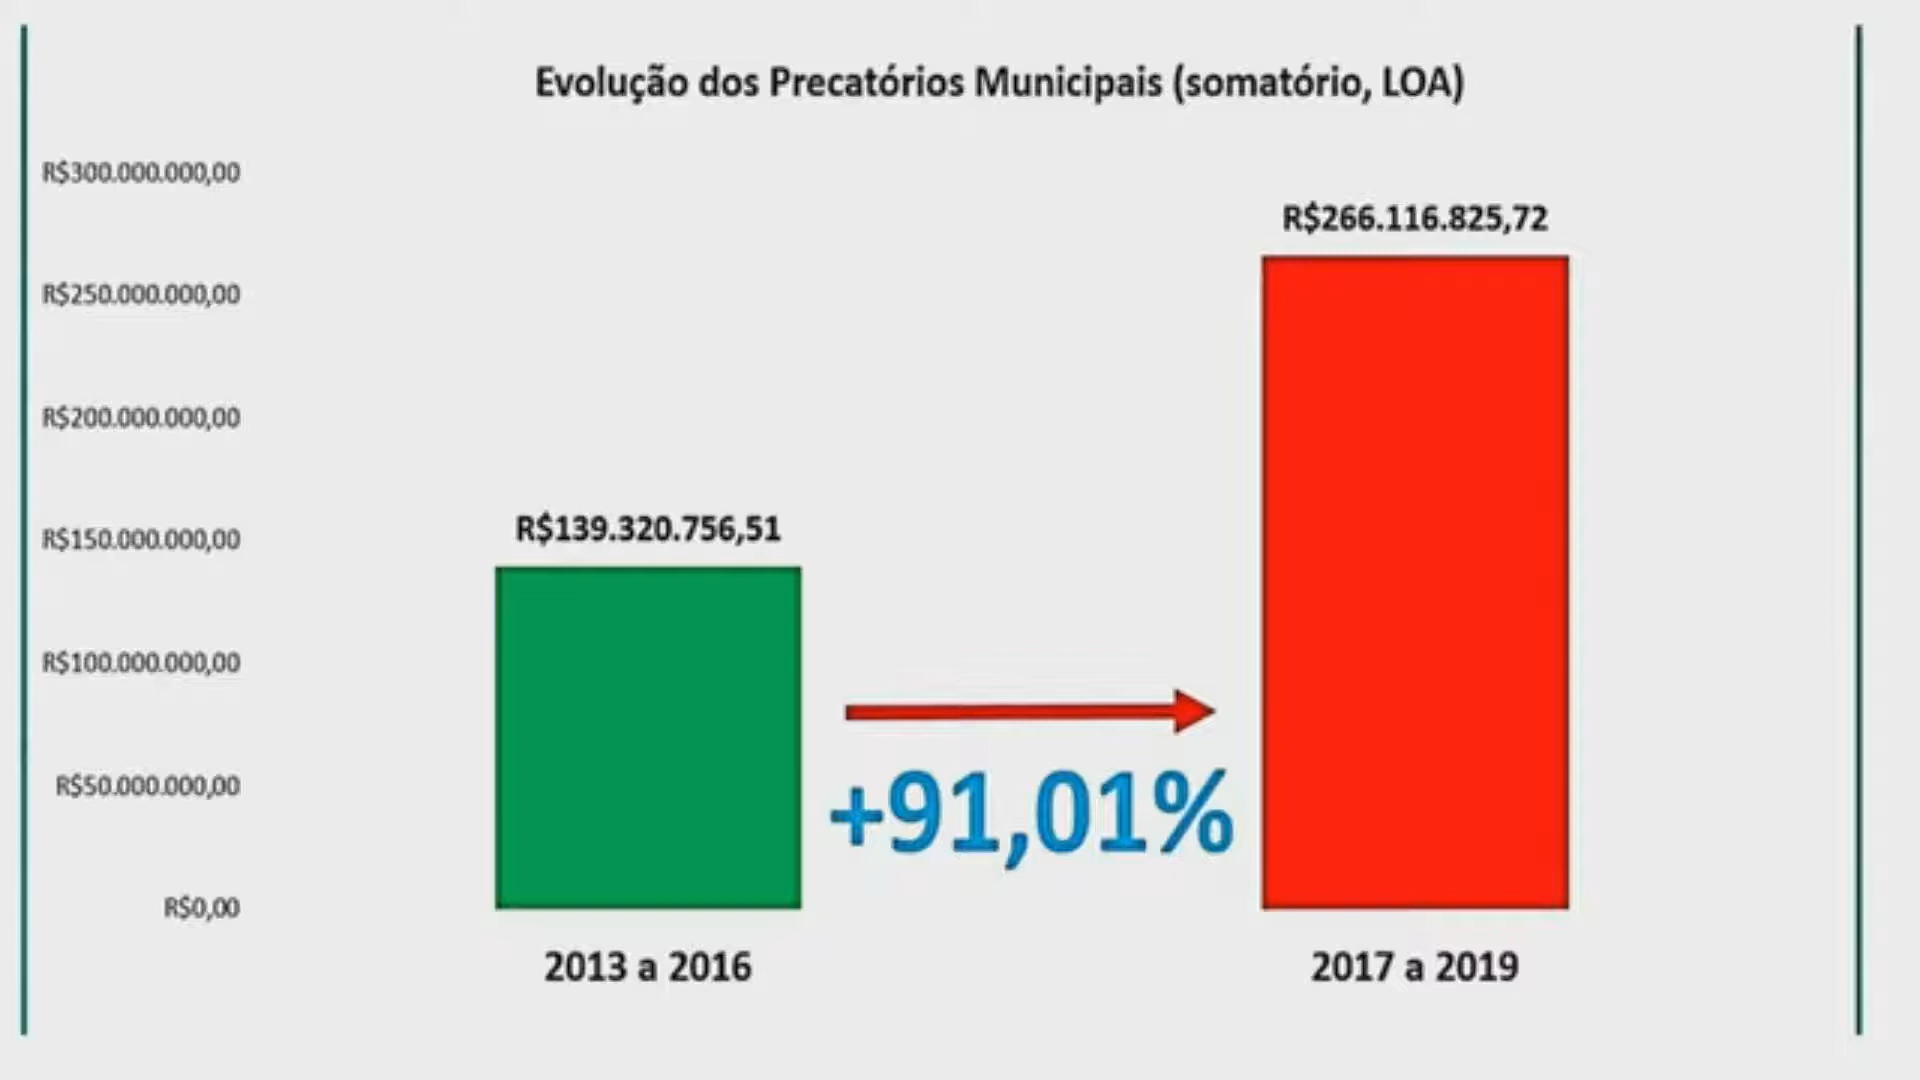 Evolução dos Precatórios Municipais (somatório, LOA)
R$300.000.000,00
R$266.116.825,72
R$250.000.000,00
R$200.000.000,00
R$150.000.000,00
R$139.320.756,51
R$100.000.000,00
R$50.000.000,00
+91,01%
R$0,00
2013 a 2016
2017 a 2019